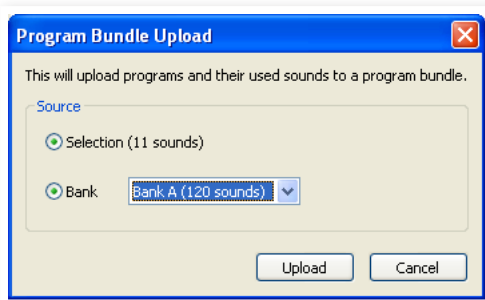 Program Bundle Upload
This will upload programs and their used sounds to a program bundle.
Source
Selection (11 sounds)
Bank Bank A (120 sounds)
Upload Cancel